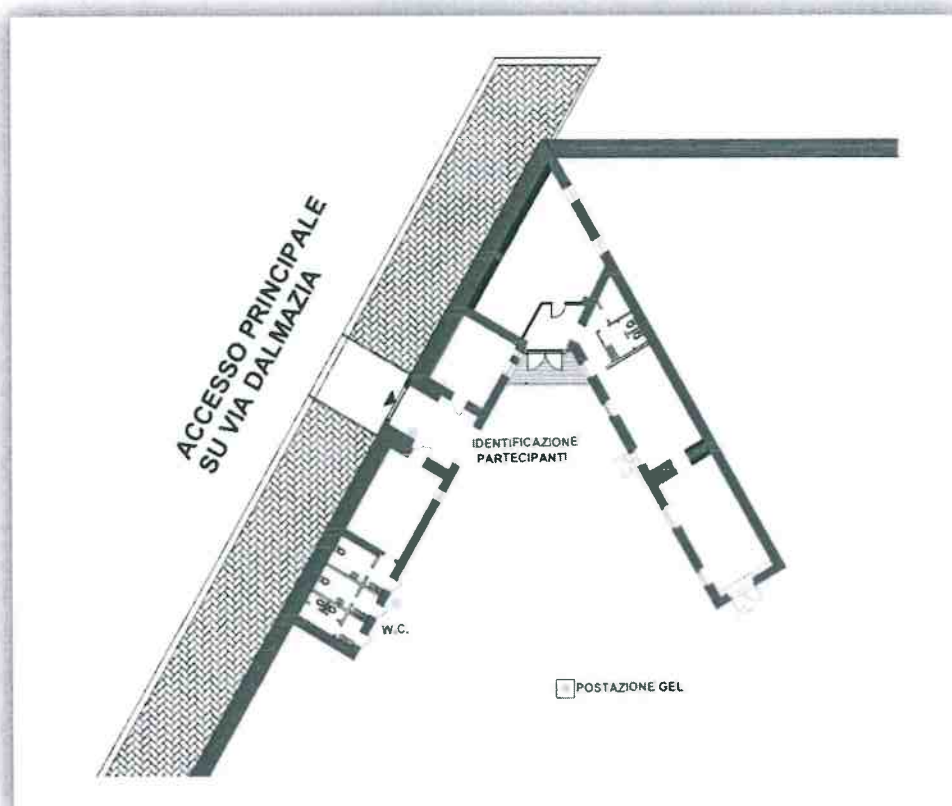 ACCESSO PRINCIPALE
SU VIA DALMAZIA
IDENTIFICAZIONE
PARTECIPANTI
W.C.
POSTAZIONE GEL